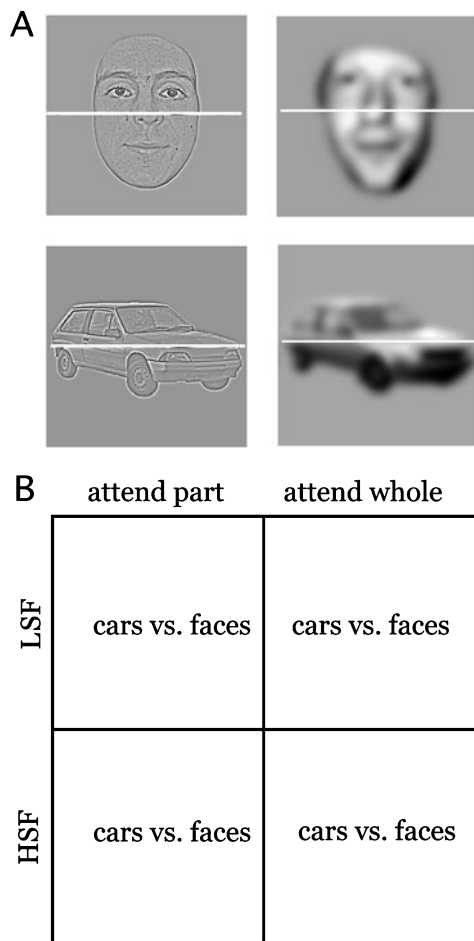 A
B
attend part attend whole
LSF
cars vs. faces cars vs. faces
HSF
cars vs. faces cars vs. faces